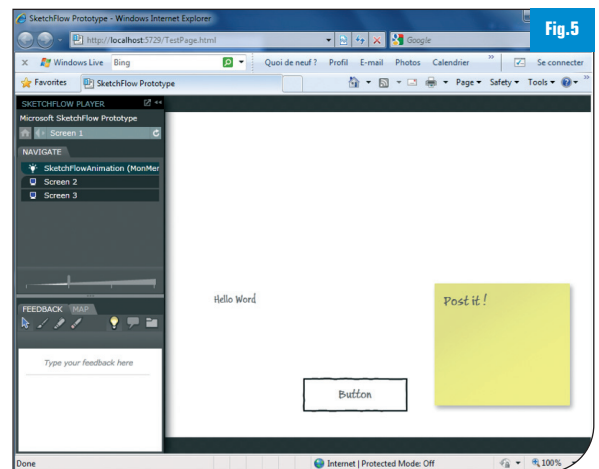 SketchFlow Prototype - Windows Internet Explorer
Fig.5
http://localhost:5729/TestPage.html
Google
x Windows Live Bing Quoi de neuf ? Profil E-mail Photos Calendrier » Se connecter
Favorites SketchFlow Prototype Page Safety Tools »
SKETCHFLOW PLAYER
Microsoft SketchFlow Prototype
Screen 1
NAVIGATE
SketchFlowAnimation (MonMer
Screen 2
Screen 3
Hello Word
Post it !
FEEDBACK MAP
Type your feedback here
Button
Done Internet | Protected Mode: Off 100%